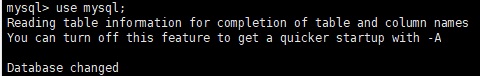 mysql> use mysql;
Reading table information for completion of table and column names
You can turn off this feature to get a quicker startup with -A
Database changed